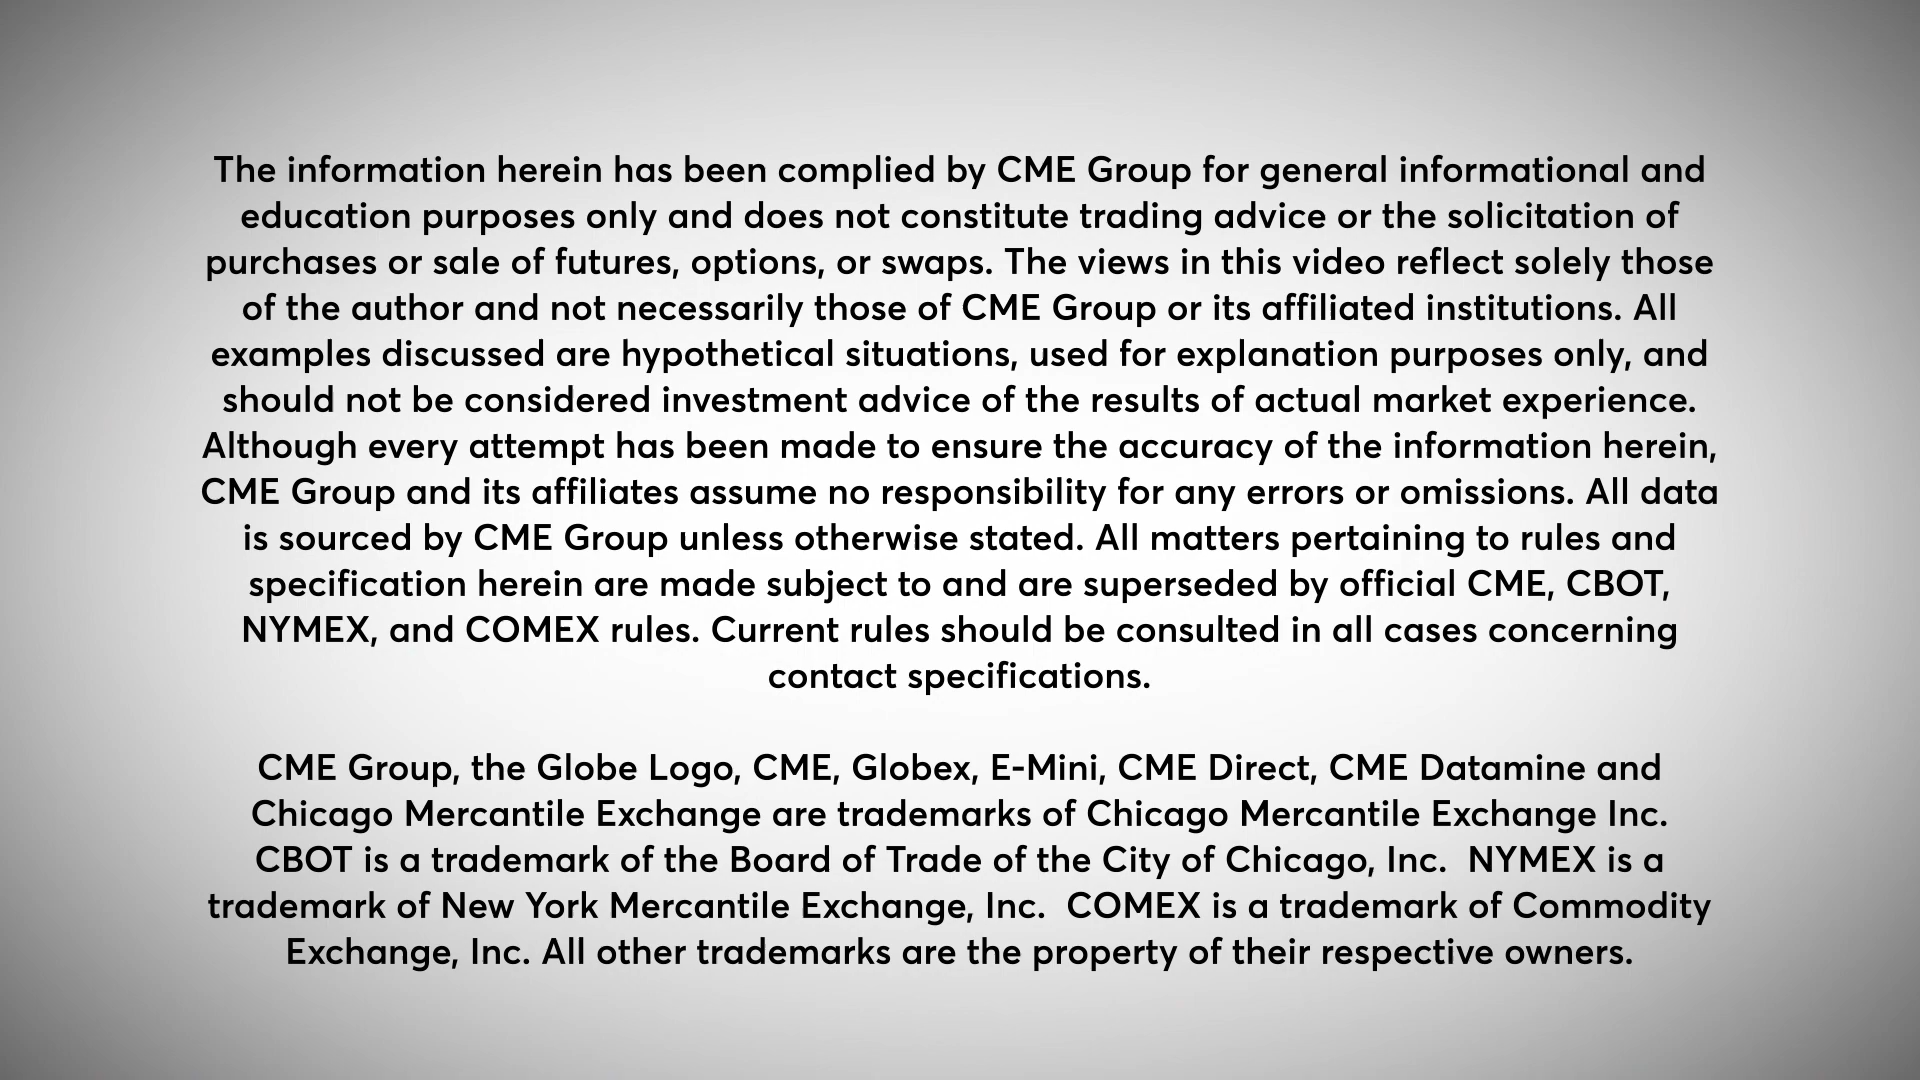 The information herein has been complied by CME Group for general informational and
education purposes only and does not constitute trading advice or the solicitation of
purchases or sale of futures, options, or swaps. The views in this video reflect solely those
of the author and not necessarily those of CME Group or its affiliated institutions. All
examples discussed are hypothetical situations, used for explanation purposes only, and
should not be considered investment advice of the results of actual market experience.
Although every attempt has been made to ensure the accuracy of the information herein,
CME Group and its affiliates assume no responsibility for any errors or omissions. All data
is sourced by CME Group unless otherwise stated. All matters pertaining to rules and
specification herein are made subject to and are superseded by official CME, CBOT,
NYMEX, and COMEX rules. Current rules should be consulted in all cases concerning
contact specifications.
CME Group, the Globe Logo, CME, Globex, E-Mini, CME Direct, CME Datamine and
Chicago Mercantile Exchange are trademarks of Chicago Mercantile Exchange Inc.
CBOT is a trademark of the Board of Trade of the City of Chicago, Inc.  NYMEX is a
trademark of New York Mercantile Exchange, Inc.  COMEX is a trademark of Commodity
Exchange, Inc. All other trademarks are the property of their respective owners.